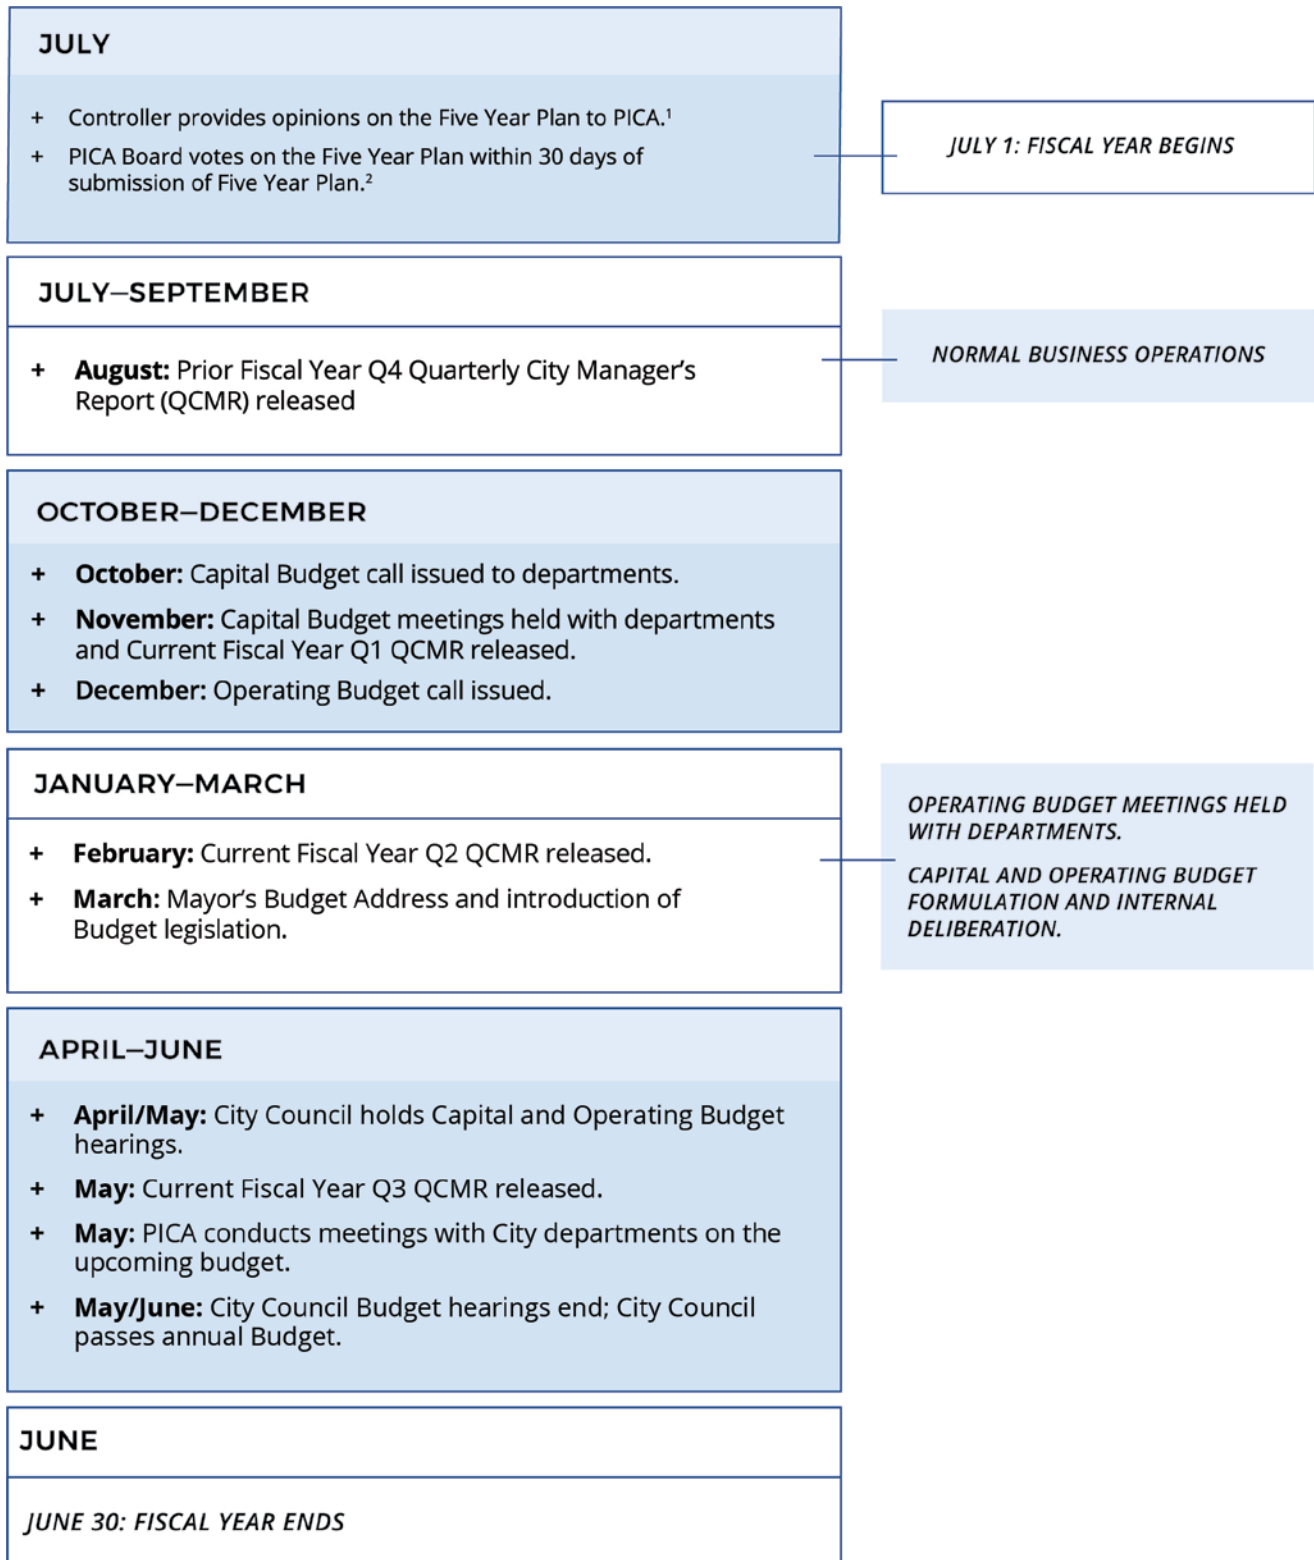 JULY
+ Controller provides opinions on the Five Year Plan to PICA.¹
+ PICA Board votes on the Five Year Plan within 30 days of
submission of Five Year Plan.²
JULY 1: FISCAL YEAR BEGINS
JULY—SEPTEMBER
+ August: Prior Fiscal Year Q4 Quarterly City Manager's
Report (QCMR) released
NORMAL BUSINESS OPERATIONS
OCTOBER—DECEMBER
+ October: Capital Budget call issued to departments.
+ November: Capital Budget meetings held with departments
and Current Fiscal Year Q1 QCMR released.
+ December: Operating Budget call issued.
JANUARY—MARCH
+ February: Current Fiscal Year Q2 QCMR released.
+ March: Mayor's Budget Address and introduction of
Budget legislation.
OPERATING BUDGET MEETINGS HELD
WITH DEPARTMENTS.
CAPITAL AND OPERATING BUDGET
FORMULATION AND INTERNAL
DELIBERATION.
APRIL—JUNE
+ April/May: City Council holds Capital and Operating Budget
hearings.
+ May: Current Fiscal Year Q3 QCMR released.
+ May: PICA conducts meetings with City departments on the
upcoming budget.
+ May/June: City Council Budget hearings end; City Council
passes annual Budget.
JUNE
JUNE 30: FISCAL YEAR ENDS